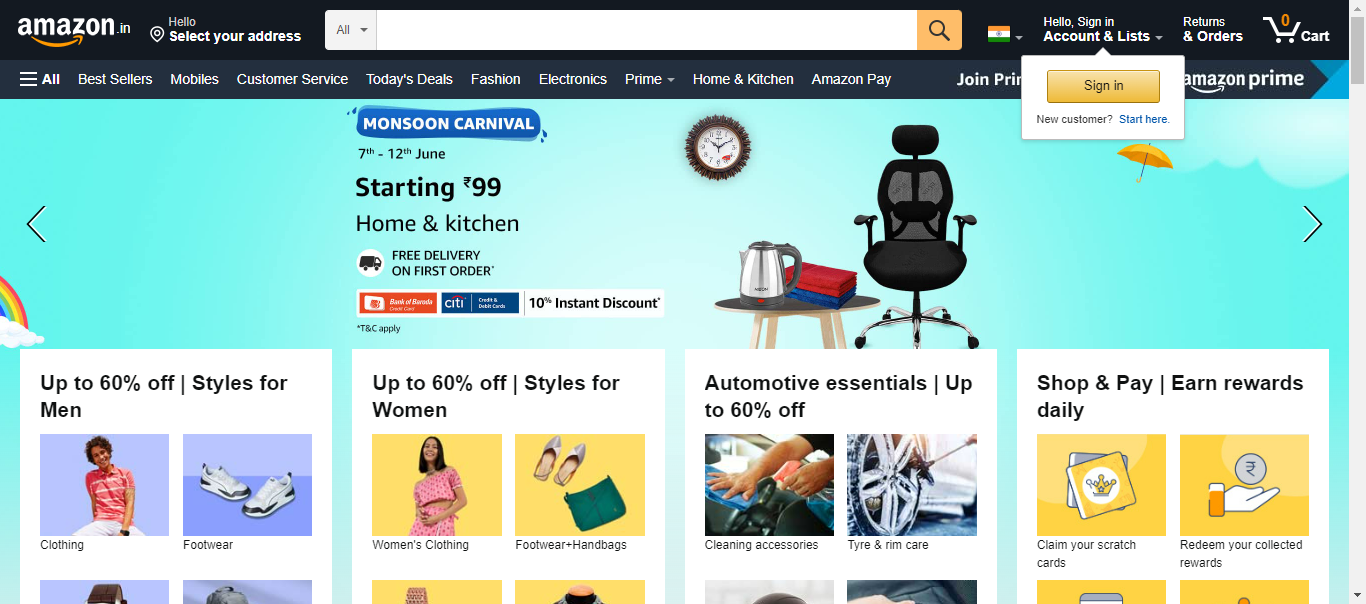 amazon.in
Hello
Select your address
All
Hello, Sign in
Account & Lists
Returns
& Orders
0
Cart
All
Best Sellers
Mobiles
Customer Service
Today's Deals
Fashion
Electronics
Prime
Home & Kitchen
Amazon Pay
Join Prim
amazon prime
Sign in
New customer? Start here.
MONSOON CARNIVAL
7th - 12th June
Starting ₹99
Home & kitchen
FREE DELIVERY
ON FIRST ORDER*
Bank of Baroda
Credit Card
citi
Credit &
Debit Cards
10% Instant Discount*
*T&C apply
Up to 60% off | Styles for
Men
Clothing
Footwear
Up to 60% off | Styles for
Women
Women's Clothing
Footwear+Handbags
Automotive essentials | Up
to 60% off
Cleaning accessories
Tyre & rim care
Shop & Pay | Earn rewards
daily
₹
Claim your scratch
cards
Redeem your collected
rewards